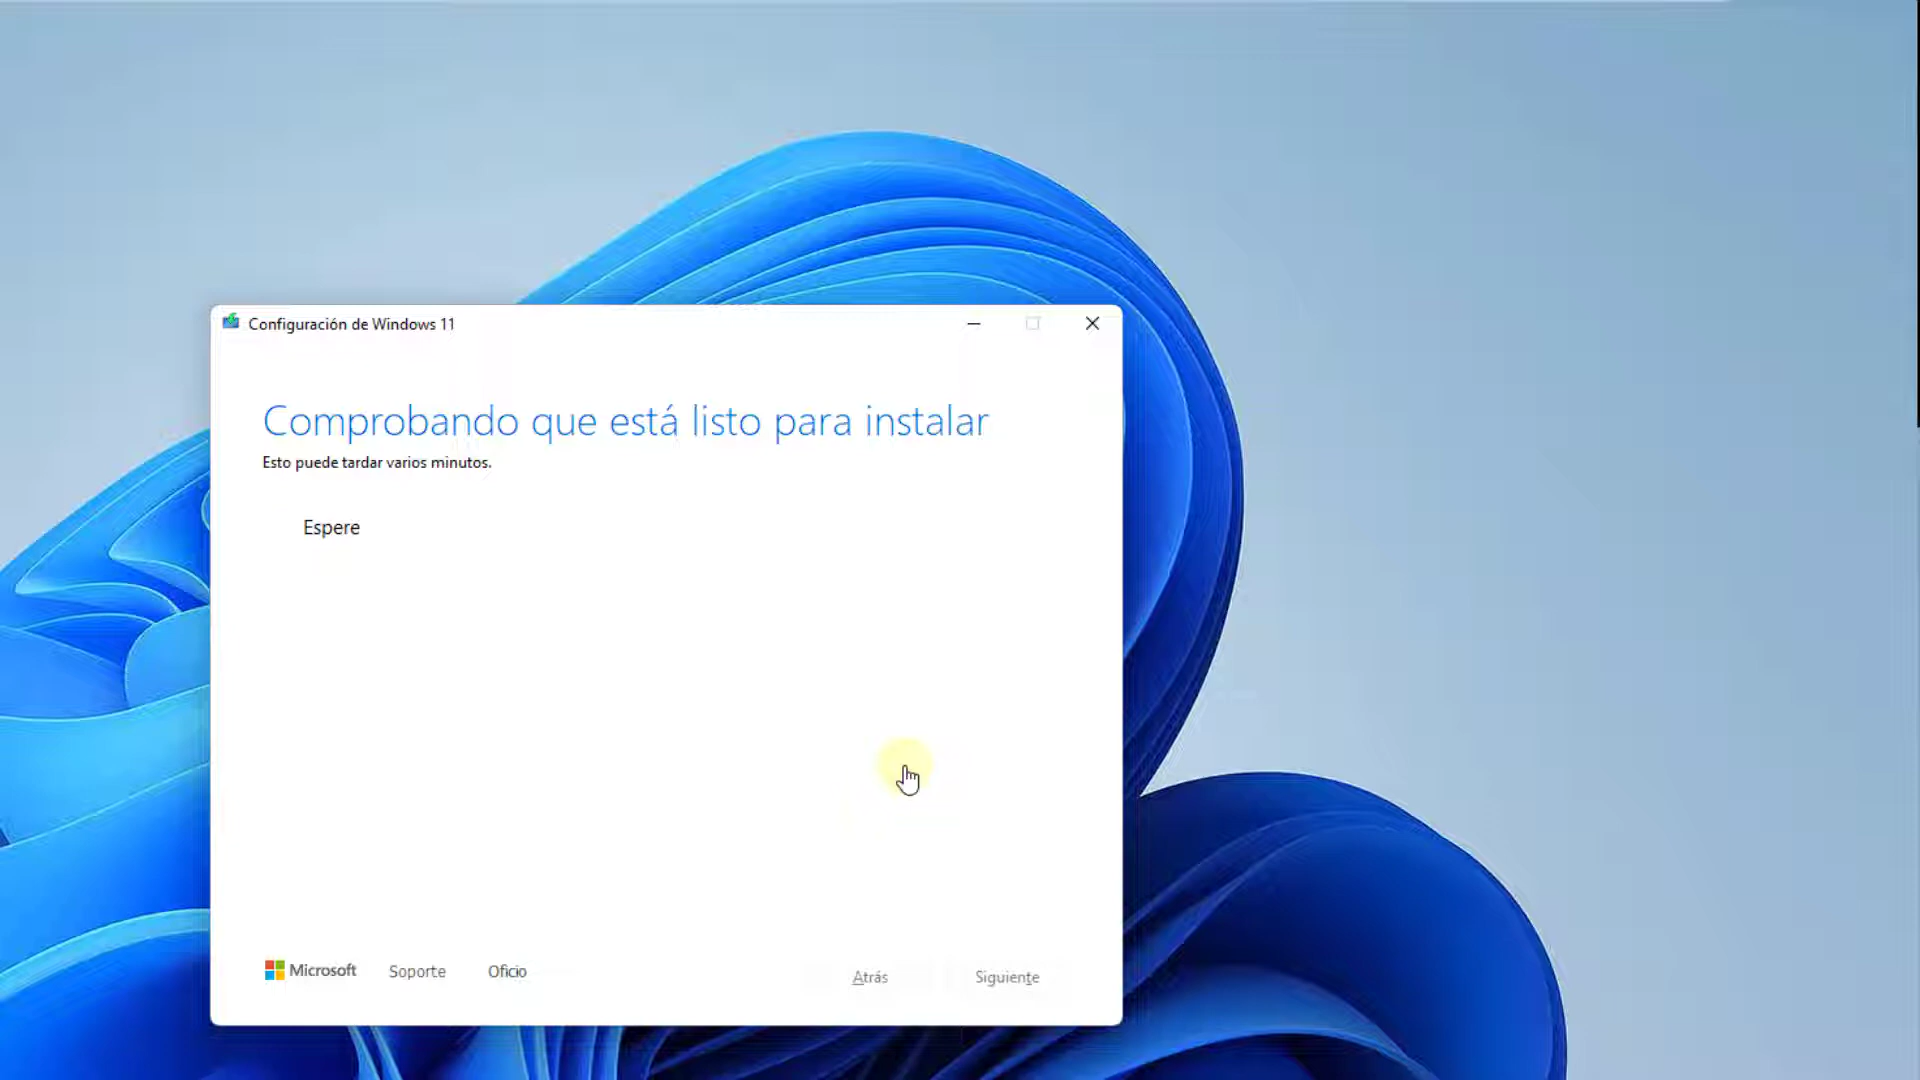 Configuración de Windows 11
Comprobando que está listo para instalar
Esto puede tardar varios minutos.
Espere
Microsoft Soporte Oficio Atrás Siguiente